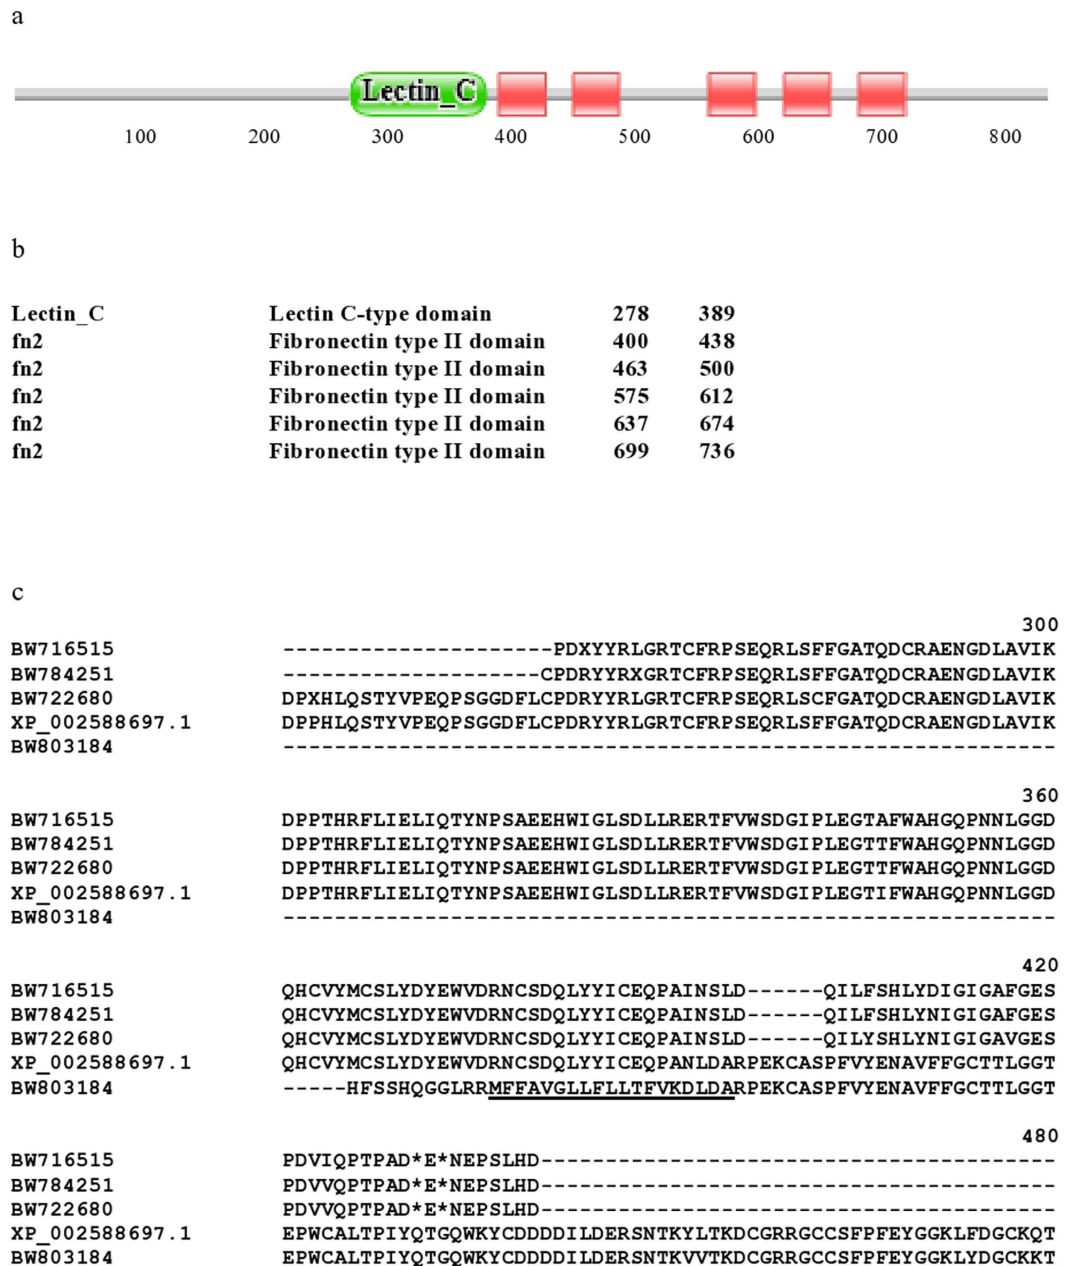 a
Lectin_C
100 200 300 400 500 600 700 800
b
Lectin_C Lectin C-type domain 278 389
fn2 Fibronectin type II domain 400 438
fn2 Fibronectin type II domain 463 500
fn2 Fibronectin type II domain 575 612
fn2 Fibronectin type II domain 637 674
fn2 Fibronectin type II domain 699 736
c
300
BW716515 ---------------------PDXYYRLGRTCFRPSEQRLSFFGATQDCRAENGDLAVIK
BW784251 --------------------CPDRYYRXGRTCFRPSEQRLSFFGATQDCRAENGDLAVIK
BW722680 DPXHLQSTYVPEQPSGGDFLCPDRYYRLGRTCFRPSEQRLSCFGATQDCRAENGDLAVIK
XP_002588697.1 DPPHLQSTYVPEQPSGGDFLCPDRYYRLGRTCFRPSEQRLSFFGATQDCRAENGDLAVIK
BW803184 ------------------------------------------------------------
360
BW716515 DPPTHRFLIELIQTYNPSAEEHWIGLSDLLRERTFVWSDGIPLEGTAFWAHGQPNNLGGD
BW784251 DPPTHRFLIELIQTYNPSAEEHWIGLSDLLRERTFVWSDGIPLEGTTFWAHGQPNNLGGD
BW722680 DPPTHRFLIELIQTYNPSAEEHWIGLSDLLRERTFVWSDGIPLEGTTFWAHGQPNNLGGD
XP_002588697.1 DPPTHRFLIELIQTYNPSAEEHWIGLSDLLRERTFVWSDGIPLEGTIFWAHGQPNNLGGD
BW803184 ------------------------------------------------------------
420
BW716515 QHCVYMCSLYDYEWVDRNCSDQLYYICEQPAINSLD------QILFSHLYDIGIGAFGES
BW784251 QHCVYMCSLYDYEWVDRNCSDQLYYICEQPAINSLD------QILFSHLYNIGIGAFGES
BW722680 QHCVYMCSLYDYEWVDRNCSDQLYYICEQPAINSLD------QILYSHLYNIGIGAVGES
XP_002588697.1 QHCVYMCSLYDYEWVDRNCSDQLYYICEQPANLDARPEKCASPFVYENAVFFGCTTLGGT
BW803184 -----HFSSHQGGLRRMFFAVGLLFLLTFVKDLDARPEKCASPFVYENAVFFGCTTLGGT
480
BW716515 PDVIQPTPAD*E*NEPSLHD----------------------------------------
BW784251 PDVVQPTPAD*E*NEPSLHD----------------------------------------
BW722680 PDVVQPTPAD*E*NEPSLHD----------------------------------------
XP_002588697.1 EPWCALTPIYQTGQWKYCDDDDILDERSNTKYLTKDCGRRGCCSFPFEYGGKLFDGCKQT
BW803184 EPWCALTPIYQTGQWKYCDDDDILDERSNTKVVTKDCGRRGCCSFPFEYGGKLYDGCKKT